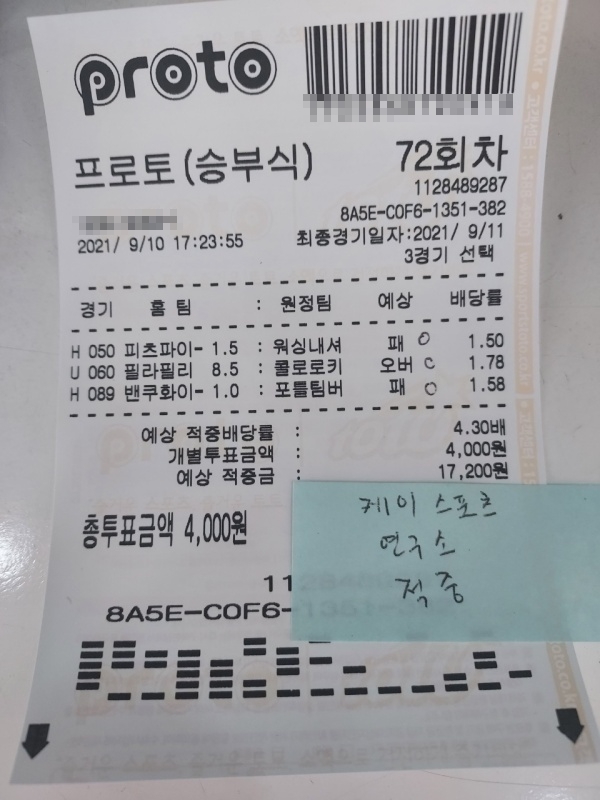 proto
프로토(승부식) 72회차
1128489287
8A5E-C0F6-1351-382
2021/ 9/10 17:23:55 최종경기일자:2021/ 9/11
3경기 선택
경기 홈 팀 : 원정팀 예상 배당률
H 050 피츠파이- 1.5 : 워싱내셔 패 1.50
U 060 필라필리 8.5 : 콜로로키 오버 1.78
H 089 밴쿠화이- 1.0 : 포틀팀버 패 1.58
예상 적중배당률 : 4.30배
개별투표금액 : 4,000원
예상 적중금 : 17,200원
총투표금액 4,000원
케이 스포츠
연구소
적중
8A5E-C0F6-